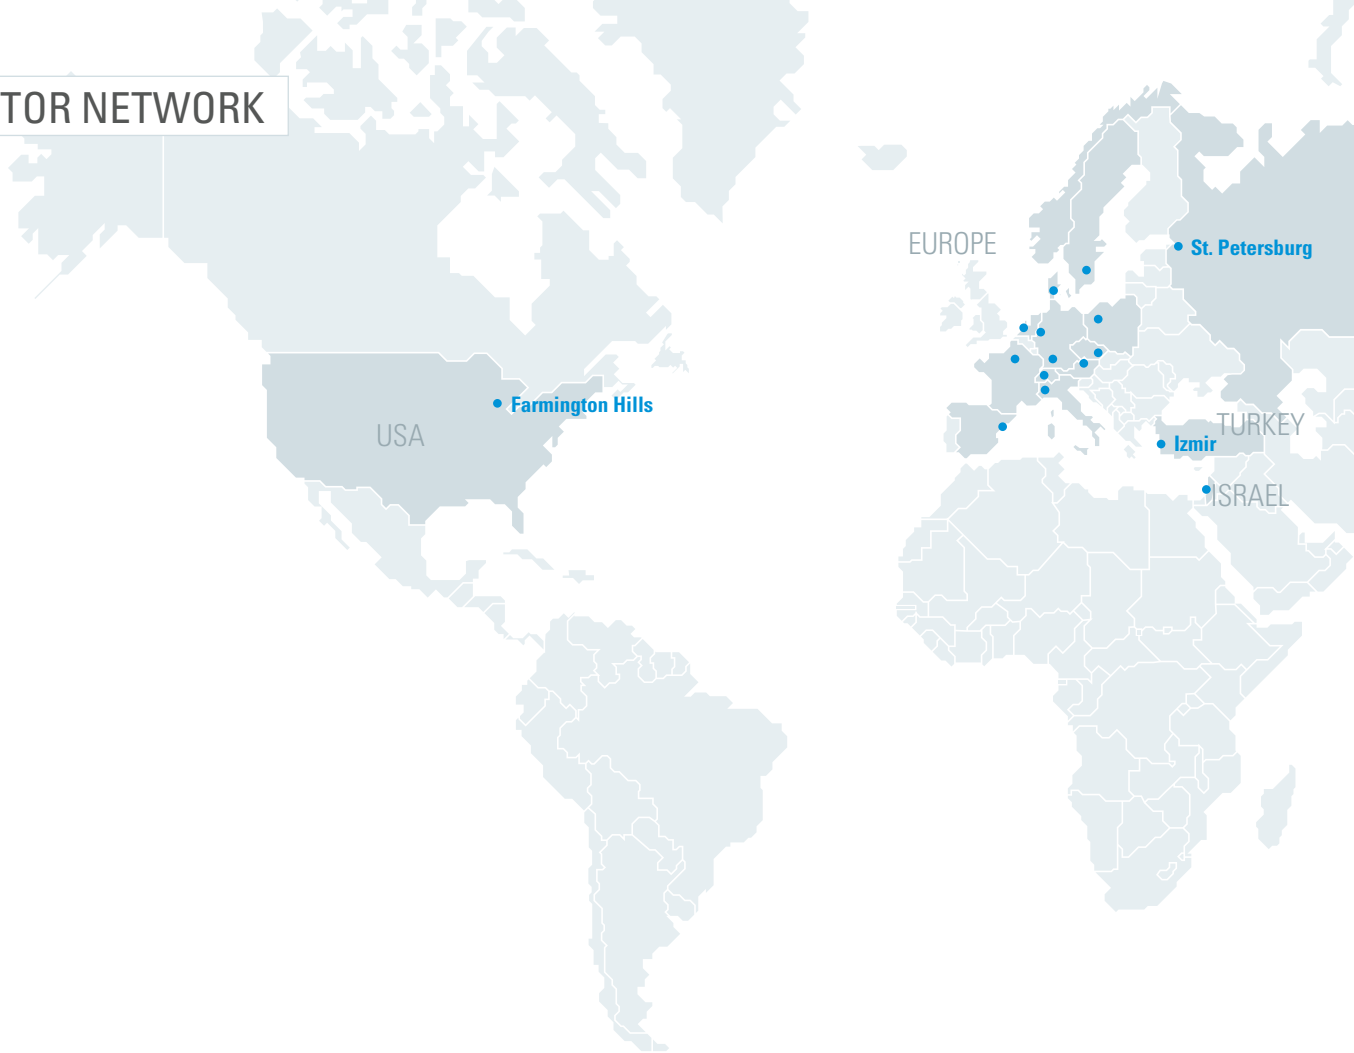 TOR NETWORK
EUROPE
St. Petersburg
Farmington Hills
USA
TURKEY
Izmir
ISRAEL